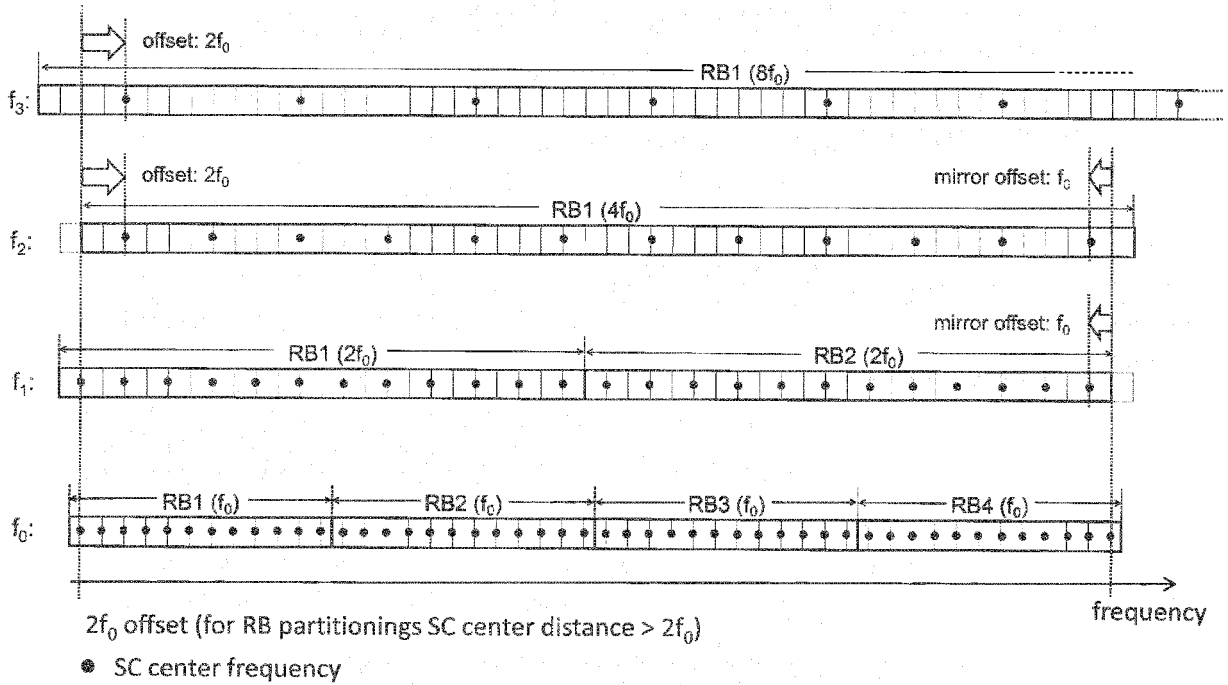 offset: 2f₀
RB1 (8f₀)
f₃:
offset: 2f₀
mirror offset: f₀
RB1 (4f₀)
f₂:
mirror offset: f₀
RB1 (2f₀)
RB2 (2f₀)
f₁:
RB1 (f₀)
RB2 (f₀)
RB3 (f₀)
RB4 (f₀)
f₀:
frequency
2f₀ offset (for RB partitionings SC center distance > 2f₀)
● SC center frequency